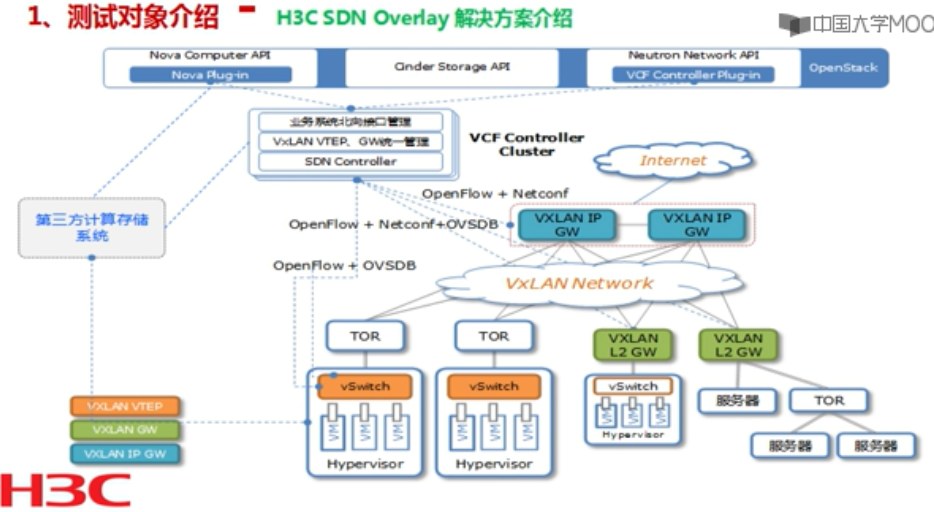 1、测试对象介绍 - H3C SDN Overlay 解决方案介绍
中国大学MOO
Nova Computer API
Nova Plug-in
Cinder Storage API
Neutron Network API
VCF Controller Plug-in
OpenStack
业务系统北向接口管理
VxLAN VTEP、GW统一管理
SDN Controller
VCF Controller
Cluster
Internet
OpenFlow + Netconf
第三方计算存储
系统
OpenFlow + Netconf+OVSDB
VXLAN IP
GW
VXLAN IP
GW
OpenFlow + OVSDB
VxLAN Network
TOR
TOR
VXLAN
L2 GW
VXLAN
L2 GW
vSwitch
VM
VM
VM
Hypervisor
vSwitch
VM
VM
VM
Hypervisor
vSwitch
VM
VM
VM
Hypervisor
服务器
TOR
服务器
服务器
VXLAN VTEP
VXLAN GW
VXLAN IP GW
H3C